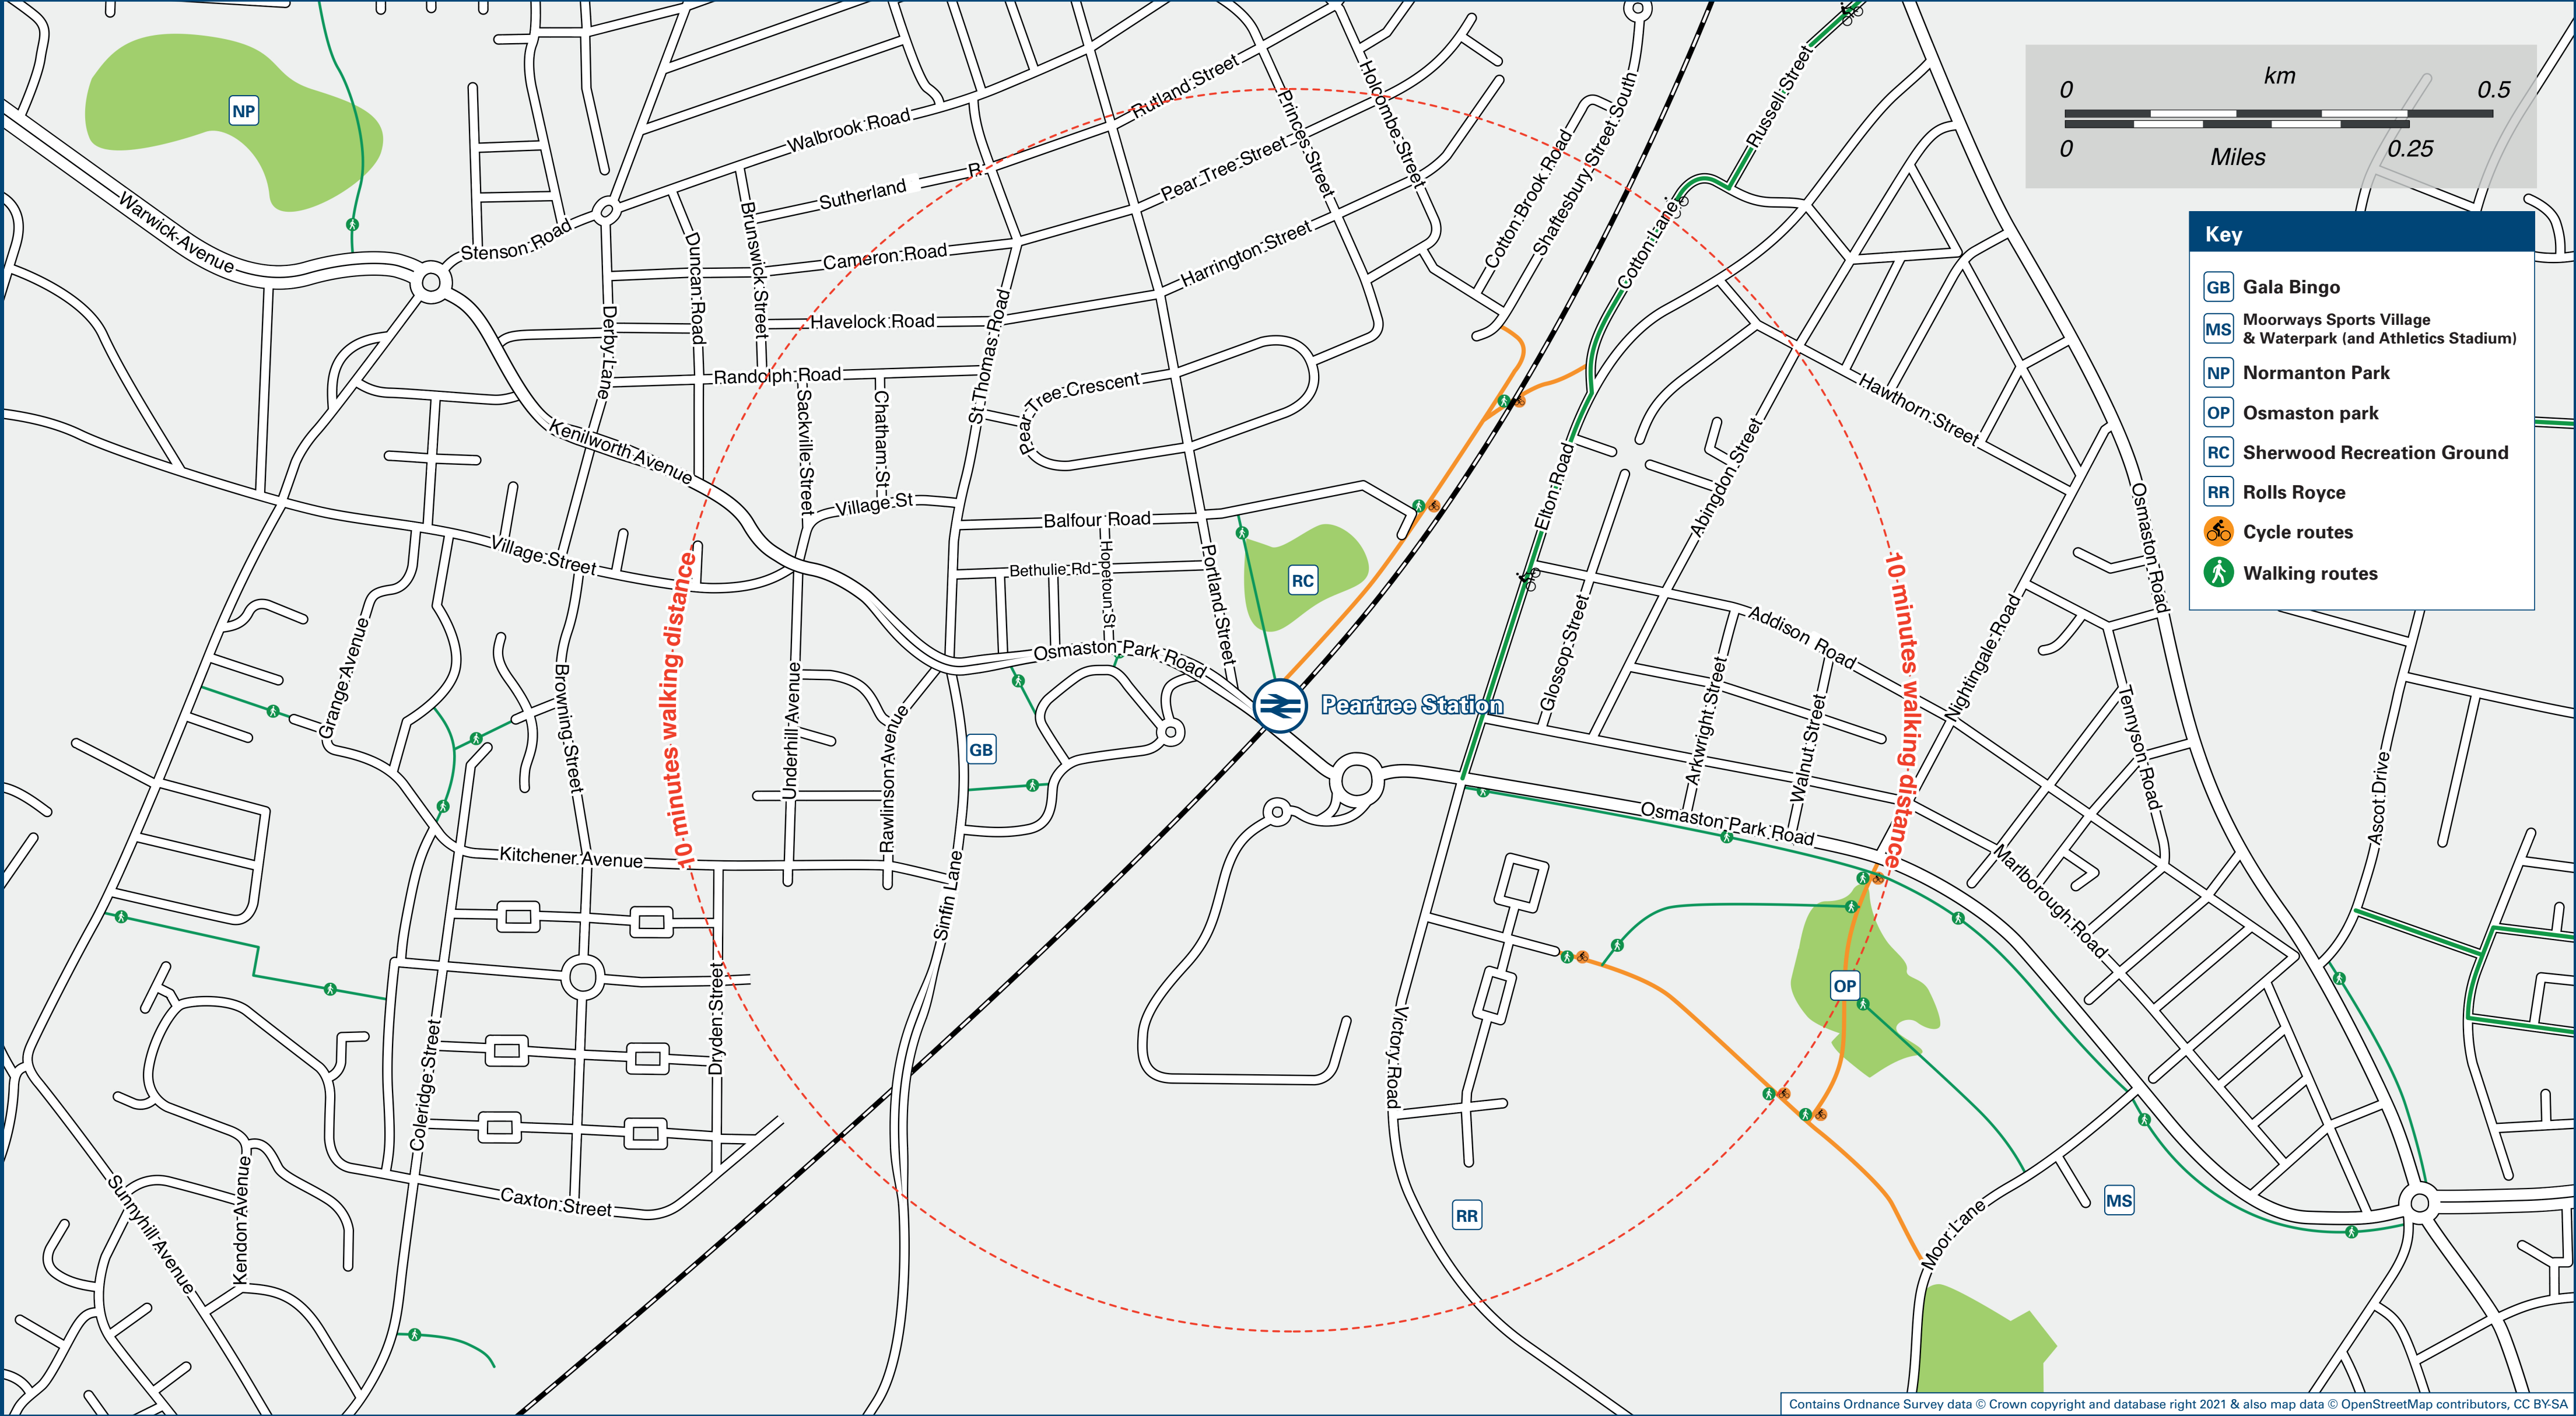 km
0
0.5
0
Miles
0.25
Key
GB Gala Bingo
MS Moorways Sports Village
& Waterpark (and Athletics Stadium)
NP Normanton Park
OP Osmaston park
RC Sherwood Recreation Ground
RR Rolls Royce
Cycle routes
Walking routes
NP
Warwick Avenue
Stenson Road
Walbrook Road
Sutherland
R
Rutland Street
Princes Street
Holcombe Street
Pear Tree Street
Harrington Street
Cotton Brook Road
Shaftesbury Street South
Russell Street
Cotton Lane
Brunswick Street
Duncan Road
Derby Lane
Cameron Road
Havelock Road
Randolph Road
St Thomas Road
Pear Tree Crescent
Sackville Street
Chatham St
Kenilworth Avenue
Village St
Village Street
Balfour Road
Bethulie Rd
Hopetoun St
Portland Street
RC
Elton Road
Abingdon Street
Hawthorn Street
Osmaston Road
Glossop Street
Addison Road
Nightingale Road
Arkwright Street
Walnut Street
Tennyson Road
Ascot Drive
10 minutes walking distance
10 minutes walking distance
Grange Avenue
Browning Street
Underhill Avenue
Rawlinson Avenue
GB
Osmaston Park Road
Peartree Station
Osmaston Park Road
Marlborough Road
Kitchener Avenue
Sinfin Lane
Dryden Street
Coleridge Street
Caxton Street
Sunnyhill Avenue
Kendon Avenue
Victory Road
OP
RR
MS
Moor Lane
Contains Ordnance Survey data © Crown copyright and database right 2021 & also map data © OpenStreetMap contributors, CC BY-SA